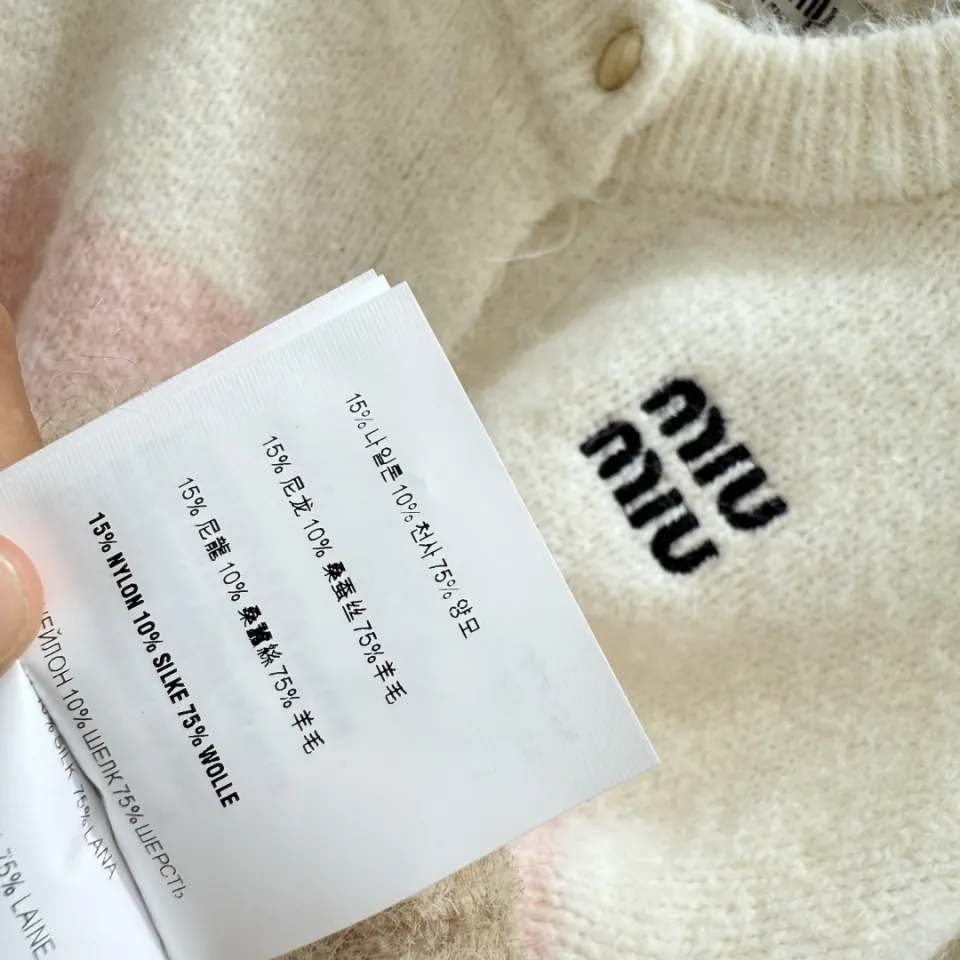 15% 나일론 10% 천사 75% 양모
15% 尼龙 10% 桑蚕丝 75% 羊毛
15% 尼龍 10% 桑蠶絲 75% 羊毛
15% NYLON 10% SILKE 75% WOLLE
НЕЙЛОН 10% ШЕЛК 75% ШЕРСТЬ
SILK 75% LANA
75% LAINE
miu
miu